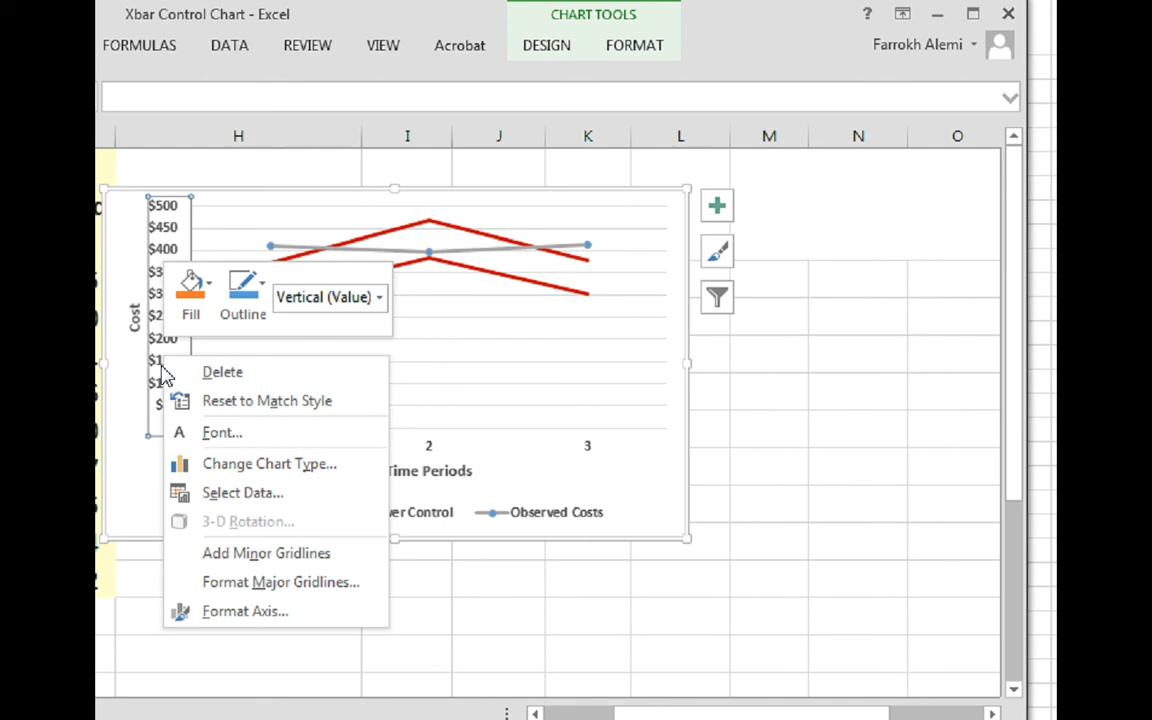 Xbar Control Chart - Excel
CHART TOOLS
?
FORMULAS DATA REVIEW VIEW Acrobat DESIGN FORMAT
Farrokh Alemi
H I J K L M N O
$500
$450
$400
Cost
Fill
Outline
Vertical (Value)
$200
Delete
Reset to Match Style
Font...
Change Chart Type...
Select Data...
3-D Rotation...
Add Minor Gridlines
Format Major Gridlines...
Format Axis...
2 3
Time Periods
Control
Observed Costs